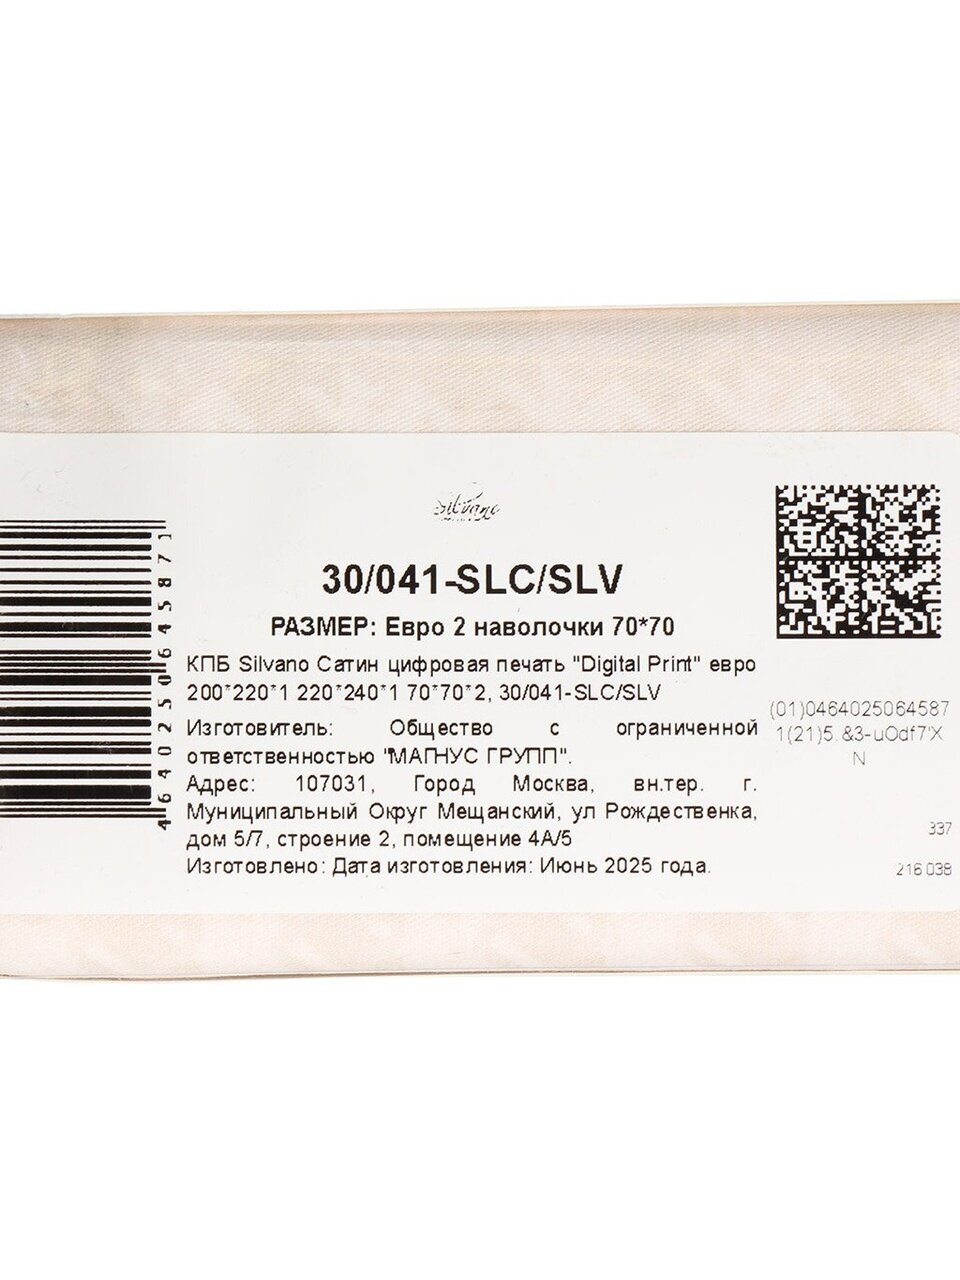 Silvano
30/041-SLC/SLV
РАЗМЕР: Евро 2 наволочки 70*70
КПБ Silvano Сатин цифровая печать "Digital Print" евро
200*220*1 220*240*1 70*70*2, 30/041-SLC/SLV
Изготовитель: Общество с ограниченной
ответственностью "МАГНУС ГРУПП".
Адрес: 107031, Город Москва, вн.тер. г.
Муниципальный Округ Мещанский, ул Рождественка,
дом 5/7, строение 2, помещение 4А/5
Изготовлено: Дата изготовления: Июнь 2025 года.
4640250645871
(01)0464025064587
1(21)5.&3-uOdf7'X
N
337
216 038